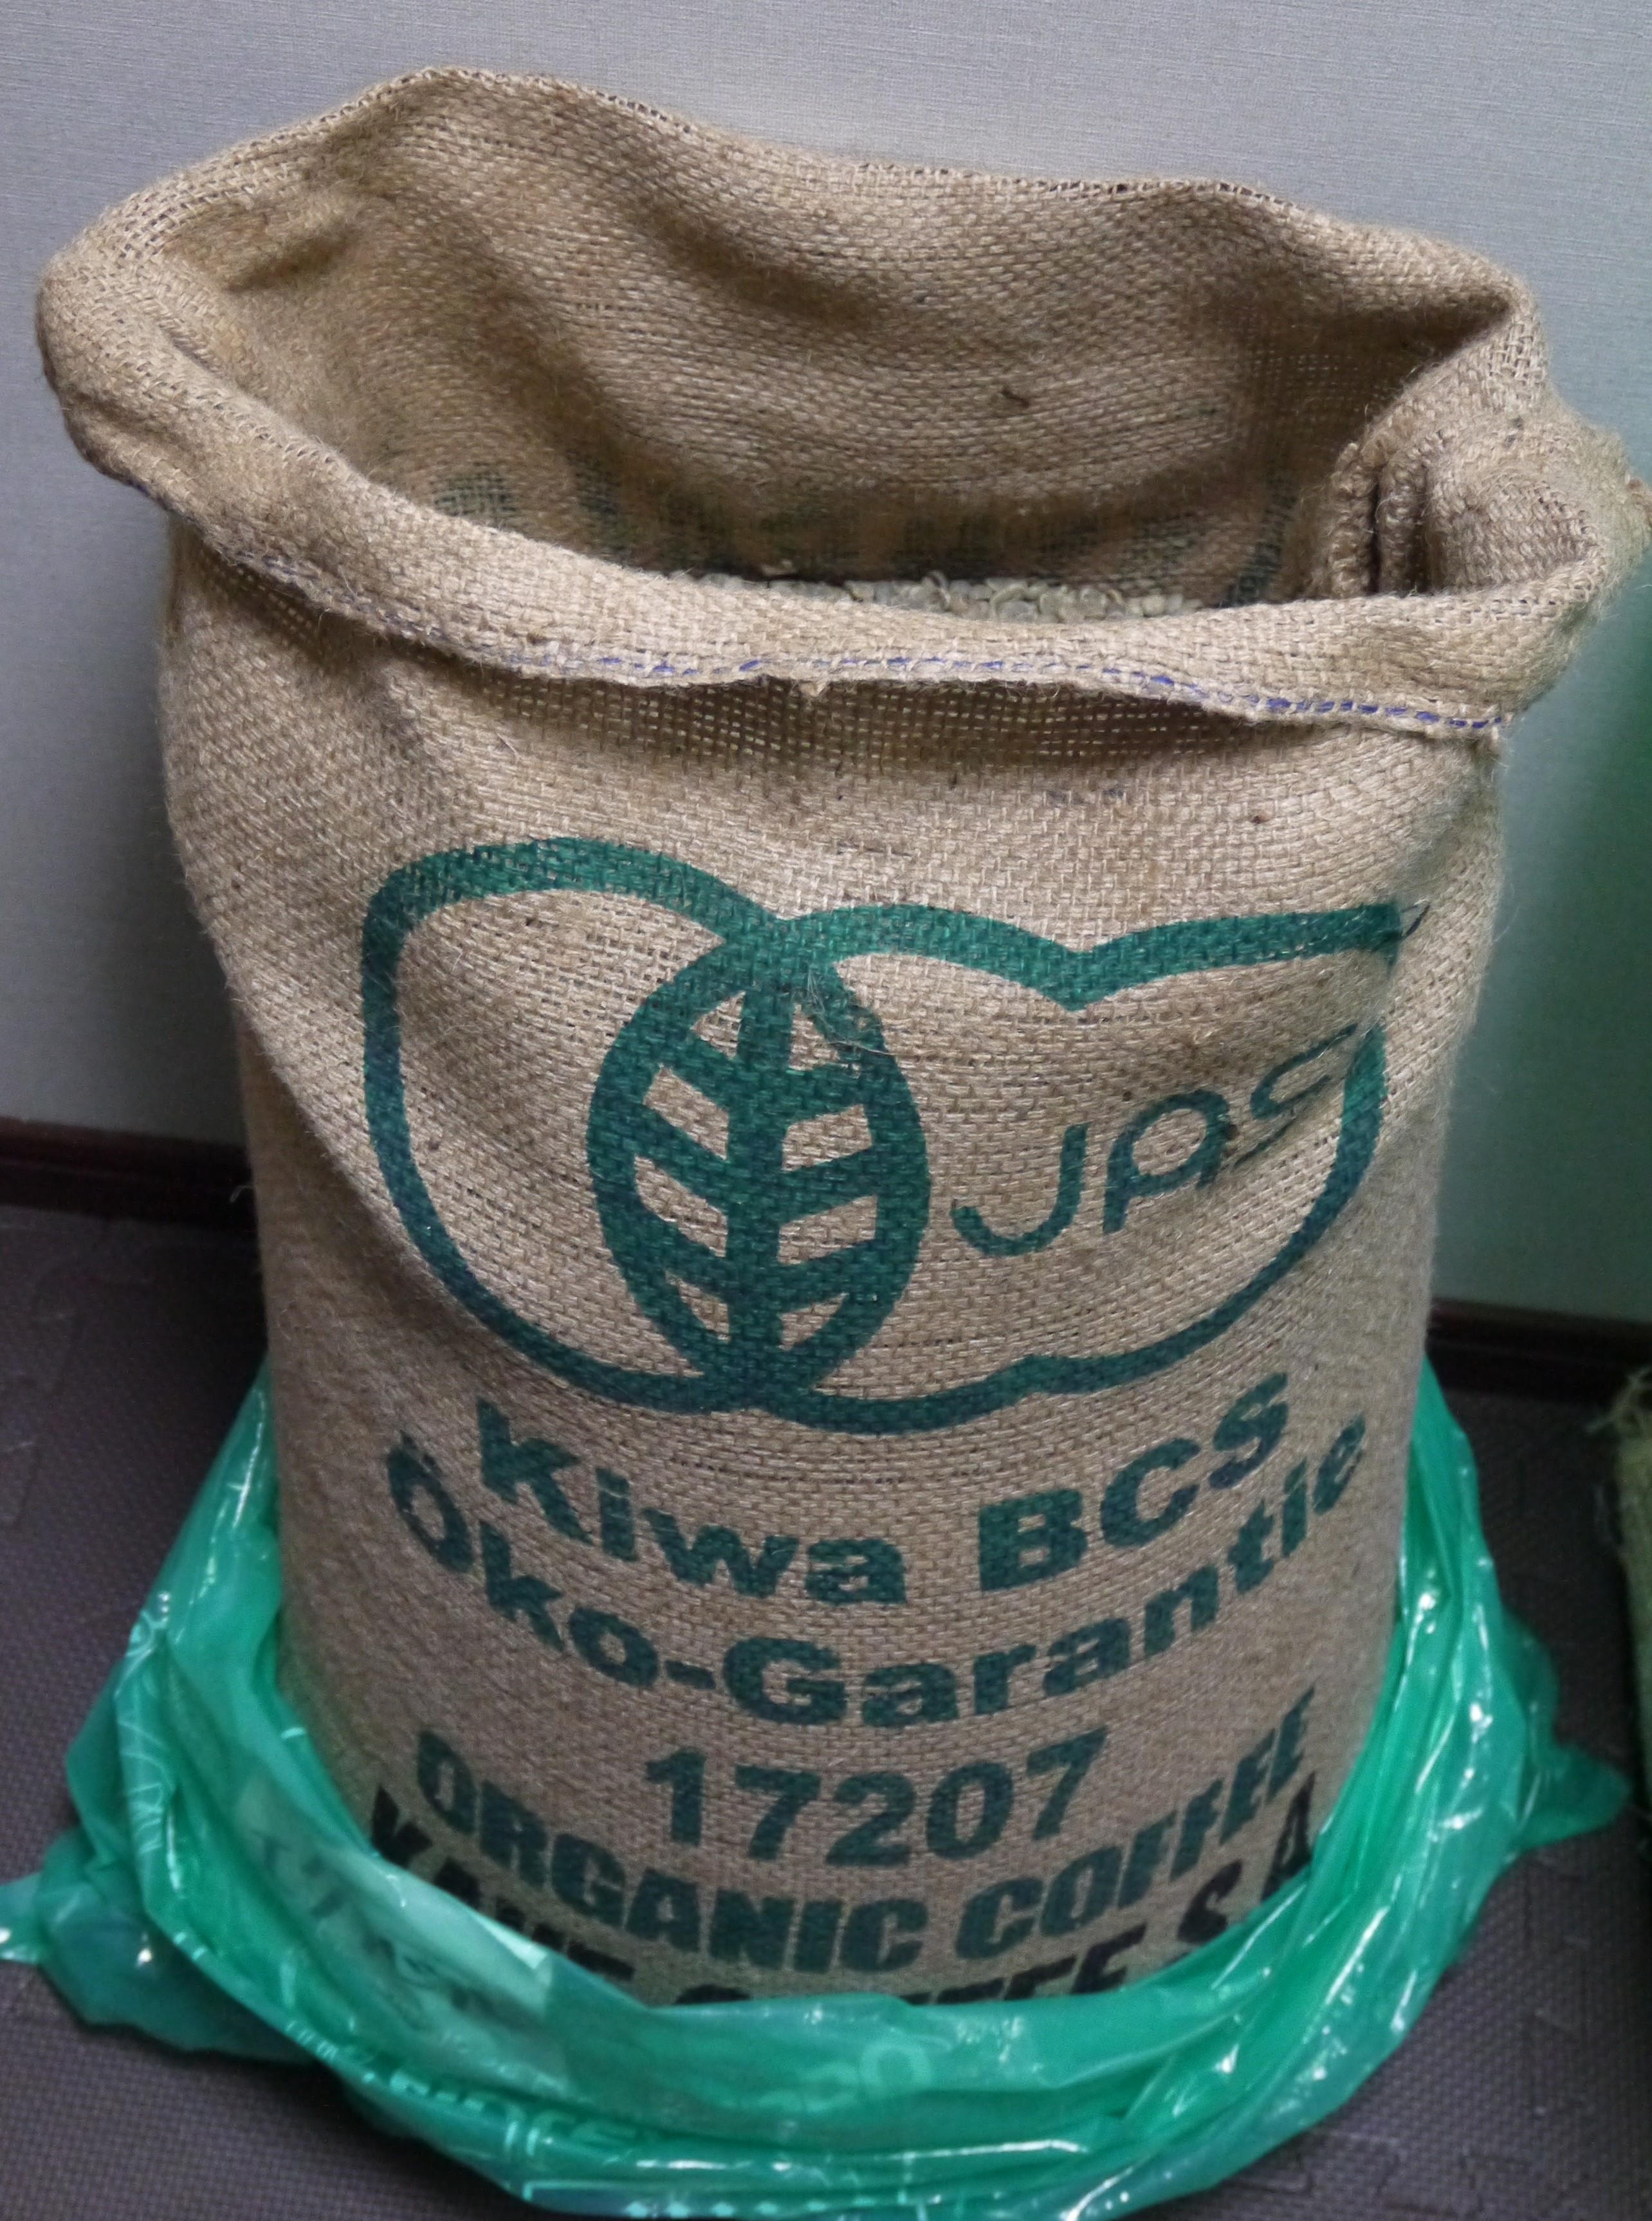 JAS
Kiwa BCS
Öko-Garantie
17207
ORGANIC COFFEE
S.A